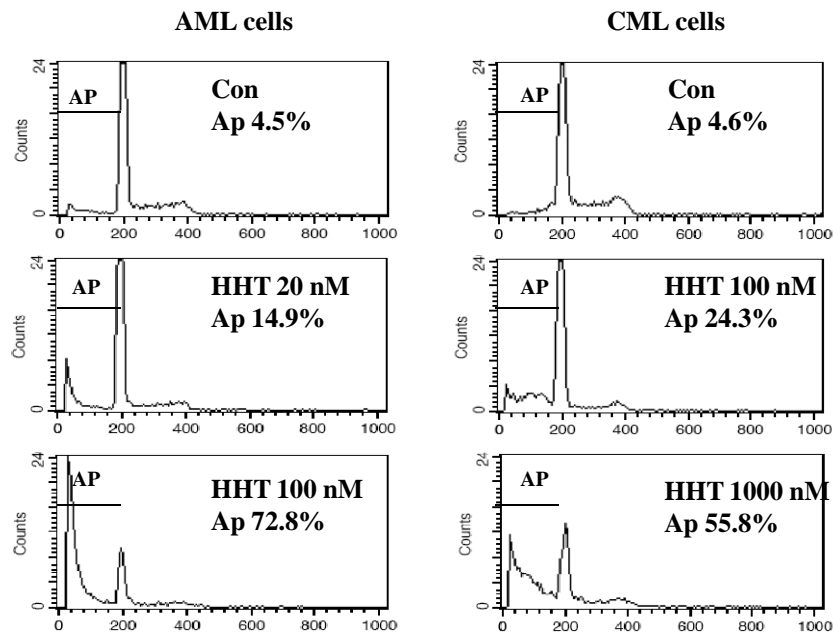 AML cells
CML cells
24
AP
Con
Ap 4.5%
Counts
0
0 200 400 600 800 1000
24
AP
Con
Ap 4.6%
Counts
0
0 200 400 600 800 1000
24
AP
HHT 20 nM
Ap 14.9%
Counts
0
0 200 400 600 800 1000
24
AP
HHT 100 nM
Ap 24.3%
Counts
0
0 200 400 600 800 1000
24
AP
HHT 100 nM
Ap 72.8%
Counts
0
0 200 400 600 800 1000
24
AP
HHT 1000 nM
Ap 55.8%
Counts
0
0 200 400 600 800 1000